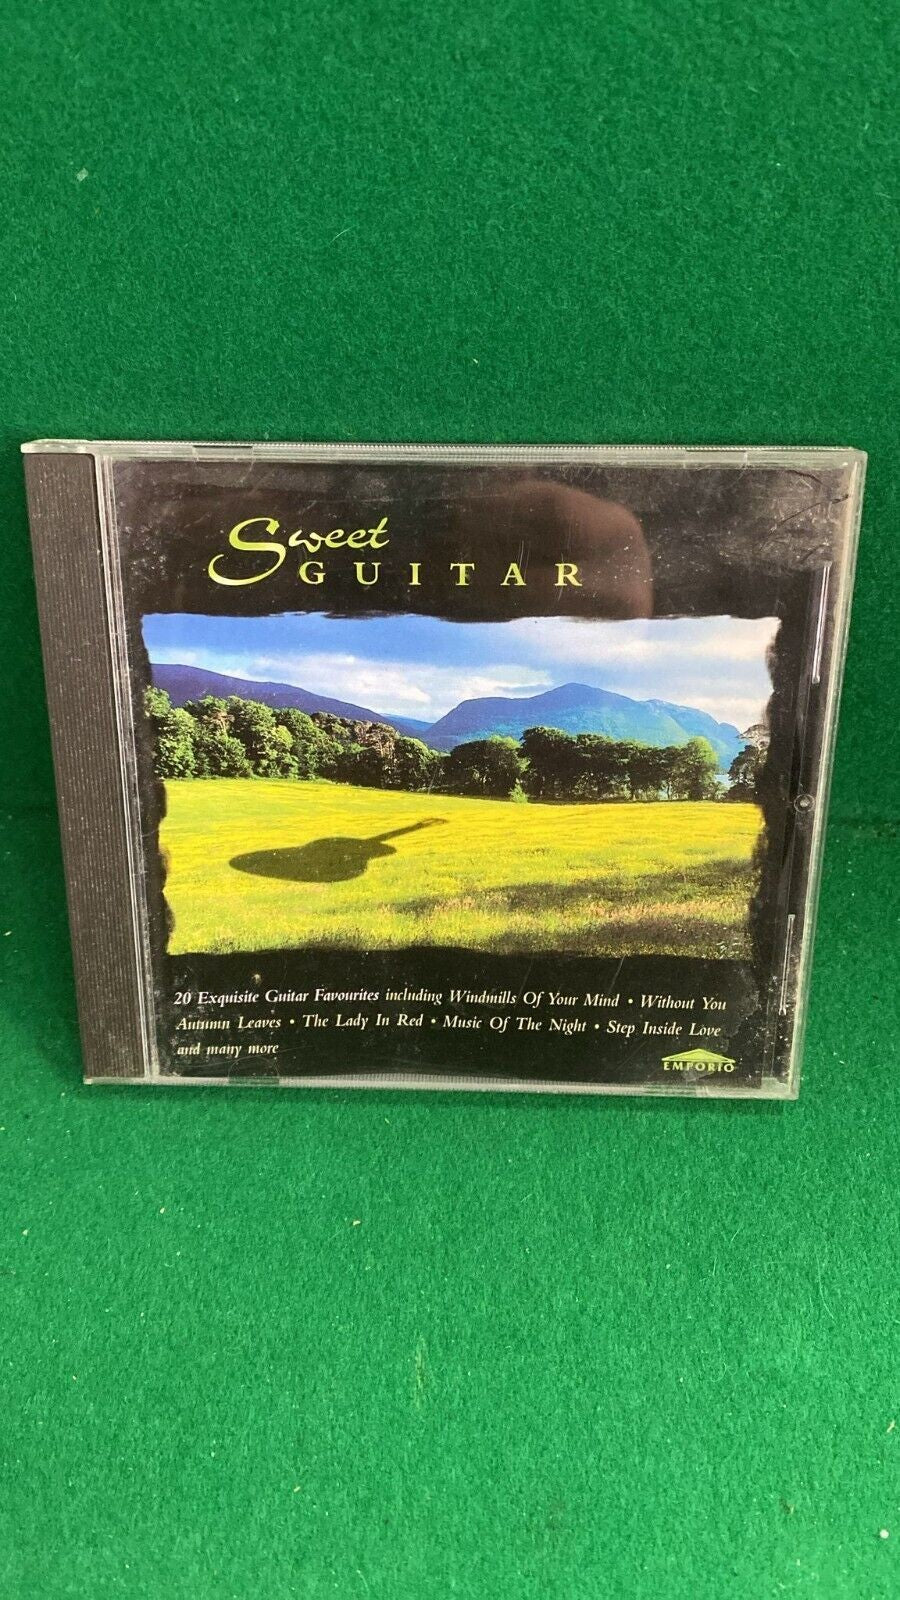 Sweet
GUITAR
20 Exquisite Guitar Favourites including Windmills Of Your Mind • Without You
Autumn Leaves • The Lady In Red • Music Of The Night • Step Inside Love
and many more
EMPORIO